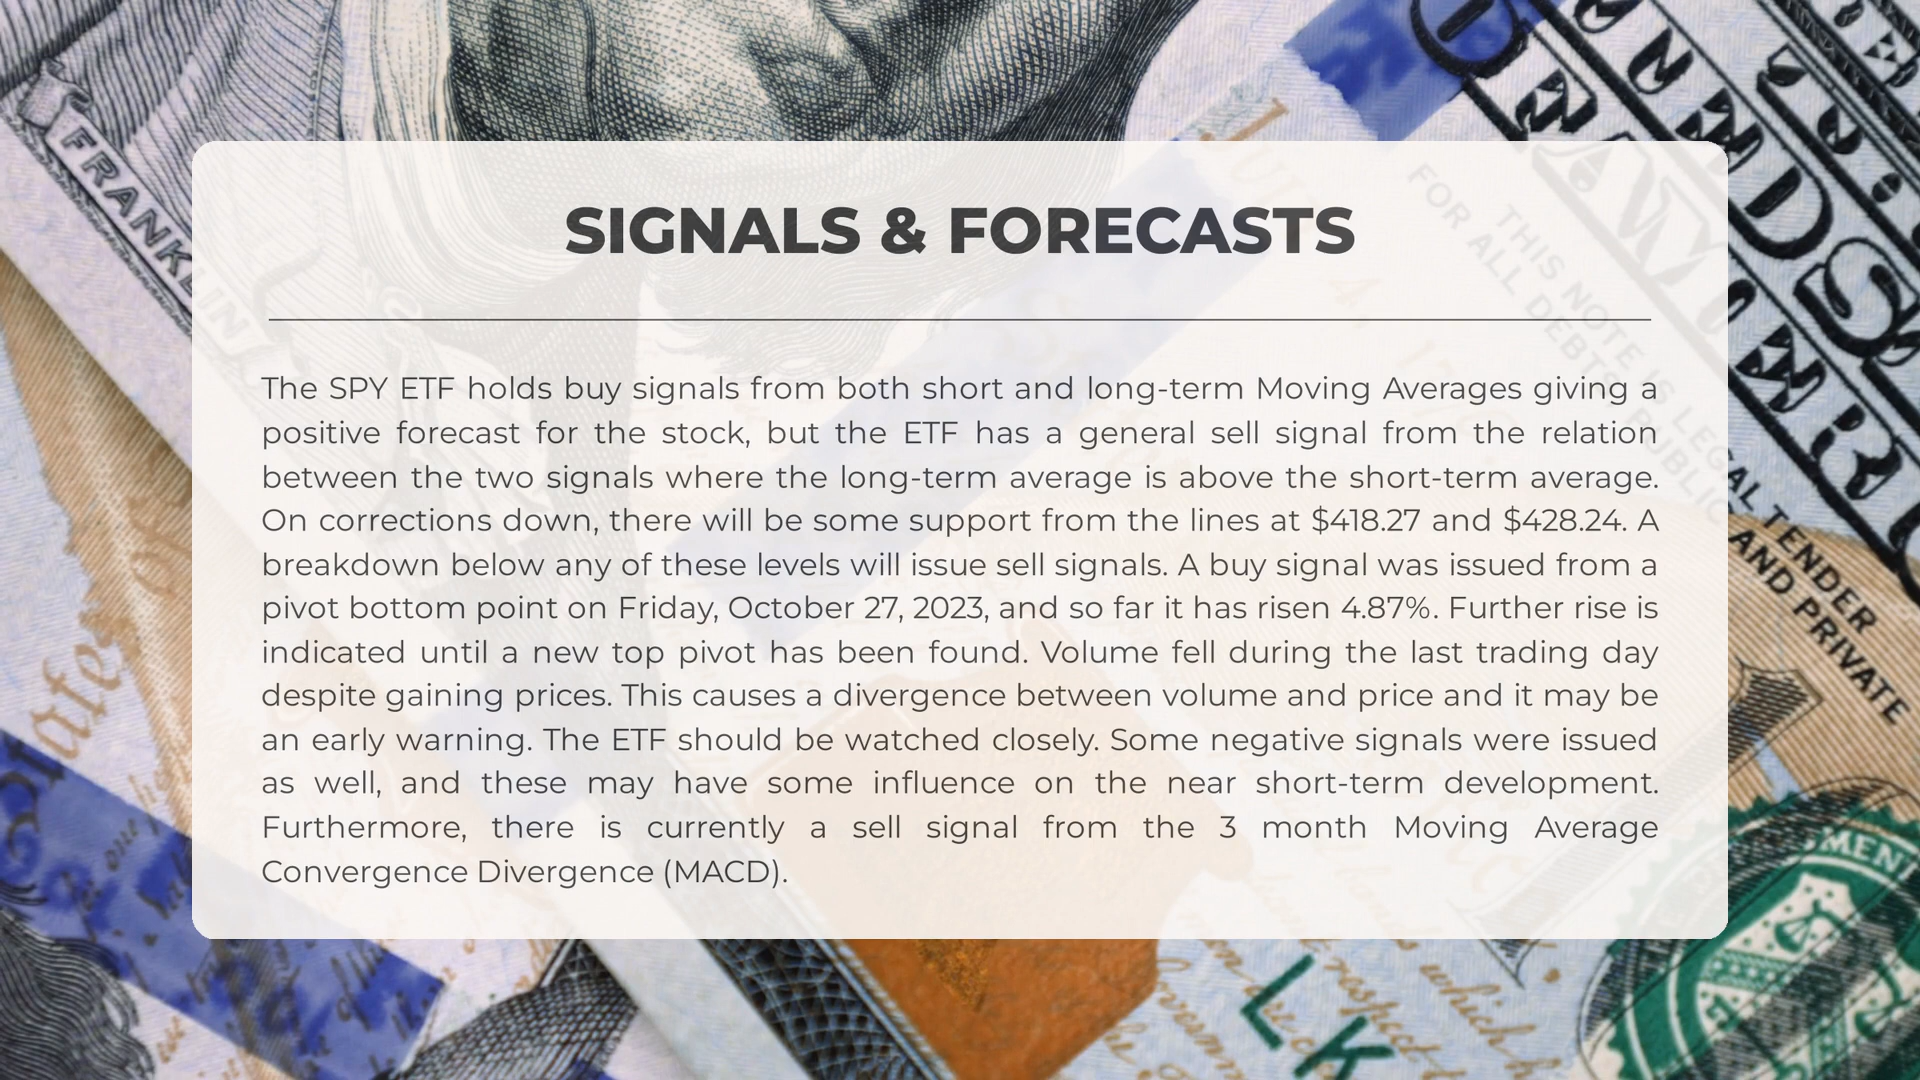 SIGNALS & FORECASTS
The SPY ETF holds buy signals from both short and long-term Moving Averages giving a
positive forecast for the stock, but the ETF has a general sell signal from the relation
between the two signals where the long-term average is above the short-term average.
On corrections down, there will be some support from the lines at $418.27 and $428.24. A
breakdown below any of these levels will issue sell signals. A buy signal was issued from a
pivot bottom point on Friday, October 27, 2023, and so far it has risen 4.87%. Further rise is
indicated until a new top pivot has been found. Volume fell during the last trading day
despite gaining prices. This causes a divergence between volume and price and it may be
an early warning. The ETF should be watched closely. Some negative signals were issued
as well, and these may have some influence on the near short-term development.
Furthermore, there is currently a sell signal from the 3 month Moving Average
Convergence Divergence (MACD).
FRANKLIN
THIS NOTE IS LEGAL TENDER
FOR ALL DEBTS PUBLIC AND PRIVATE
LK